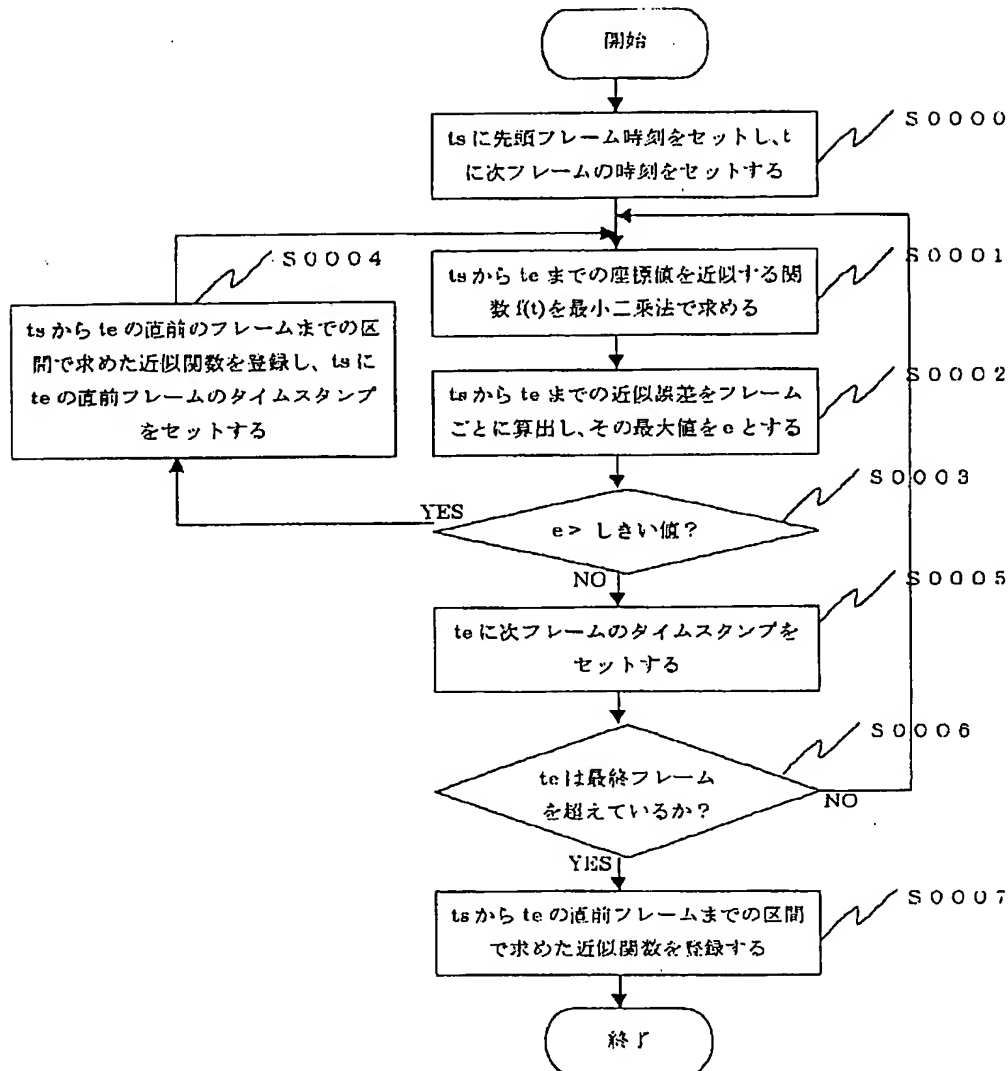 開始
S0000
tsに先頭フレーム時刻をセットし、t
に次フレームの時刻をセットする
S0004
S0001
tsからteまでの座標値を近似する関
数f(t)を最小二乗法で求める
tsからteの直前のフレームまでの区
間で求めた近似関数を登録し、tsに
teの直前フレームのタイムスタンプ
をセットする
S0002
tsからteまでの近似誤差をフレーム
ごとに算出し、その最大値をeとする
S0003
YES
e> しきい値?
NO
S0005
teに次フレームのタイムスタンプを
セットする
S0006
teは最終フレーム
を超えているか?
NO
YES
S0007
tsからteの直前フレームまでの区間
で求めた近似関数を登録する
終了